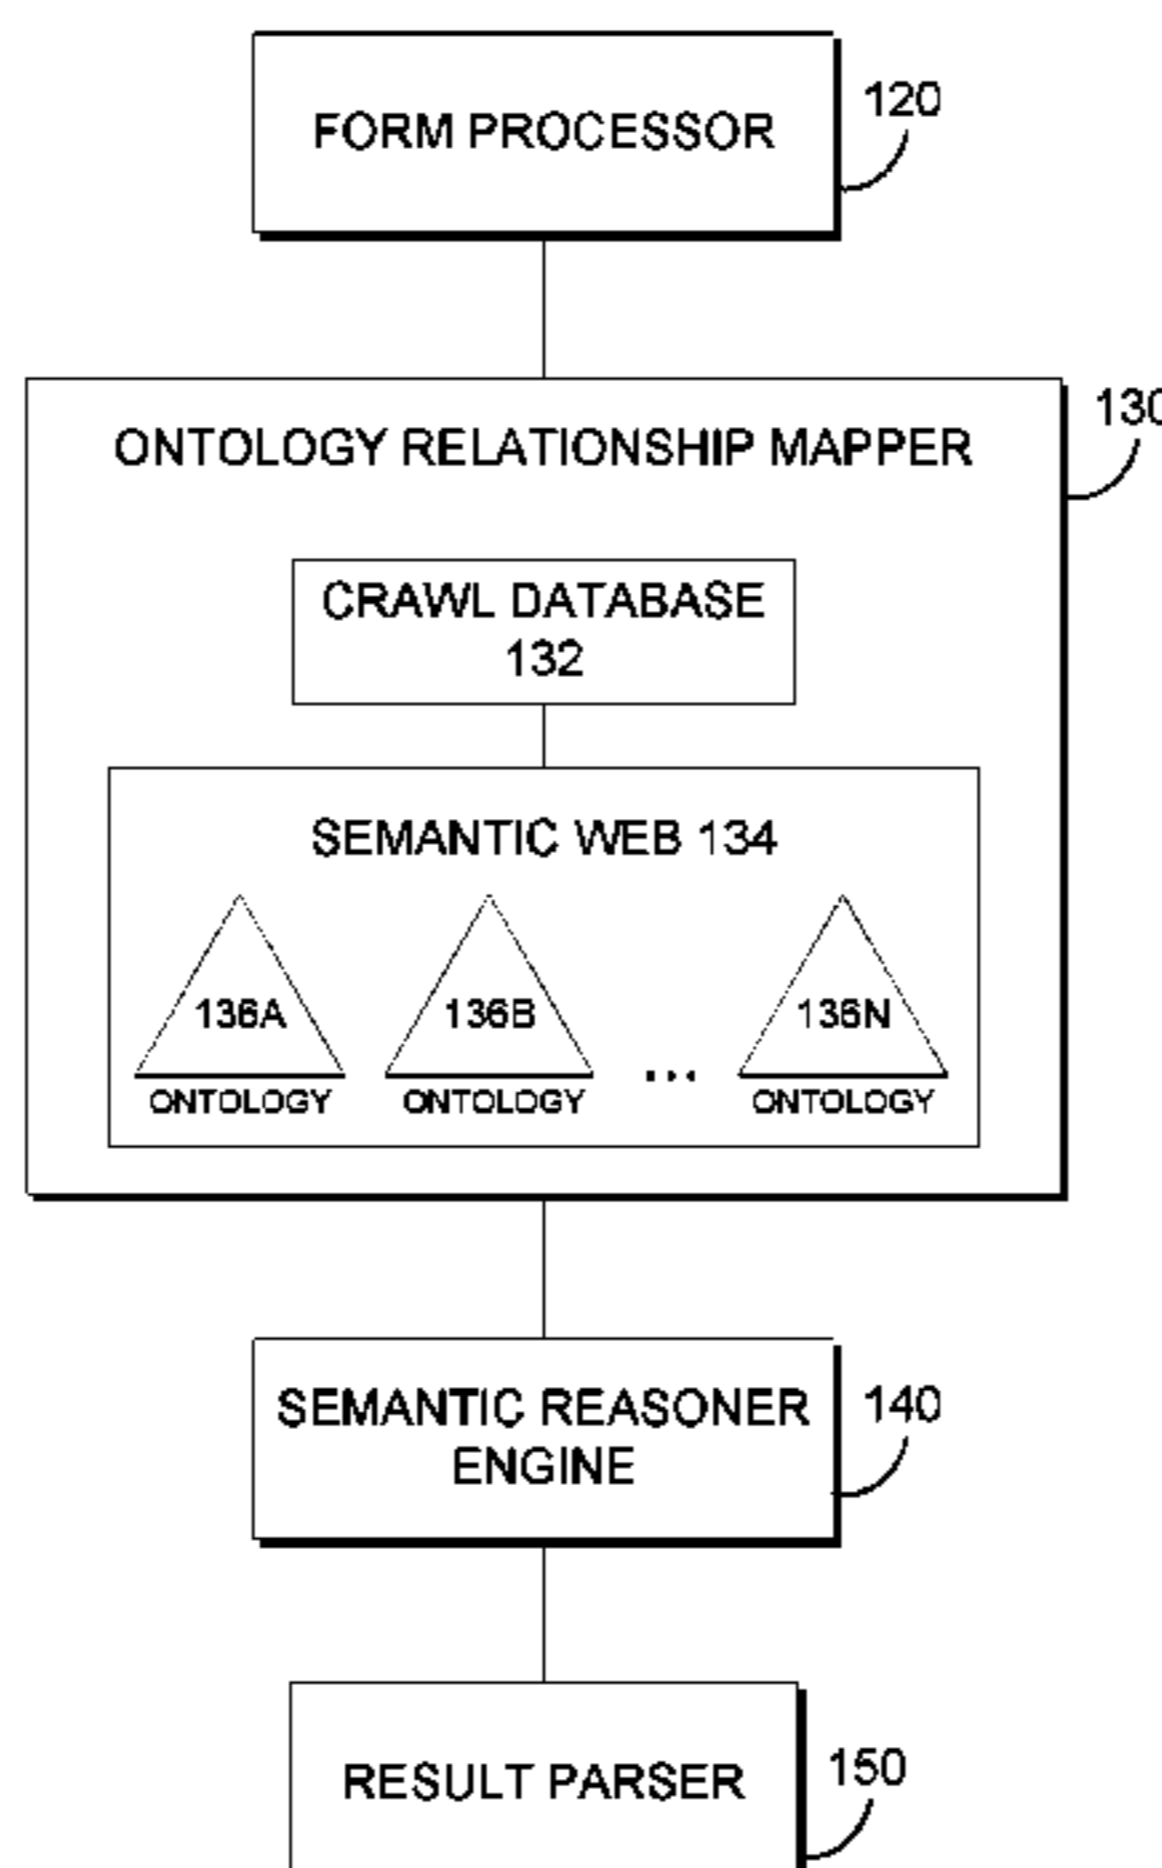 FORM PROCESSOR
120
ONTOLOGY RELATIONSHIP MAPPER
130
CRAWL DATABASE
132
SEMANTIC WEB 134
136A 136B 136N
...
ONTOLOGY ONTOLOGY ONTOLOGY
SEMANTIC REASONER
ENGINE
140
RESULT PARSER
150